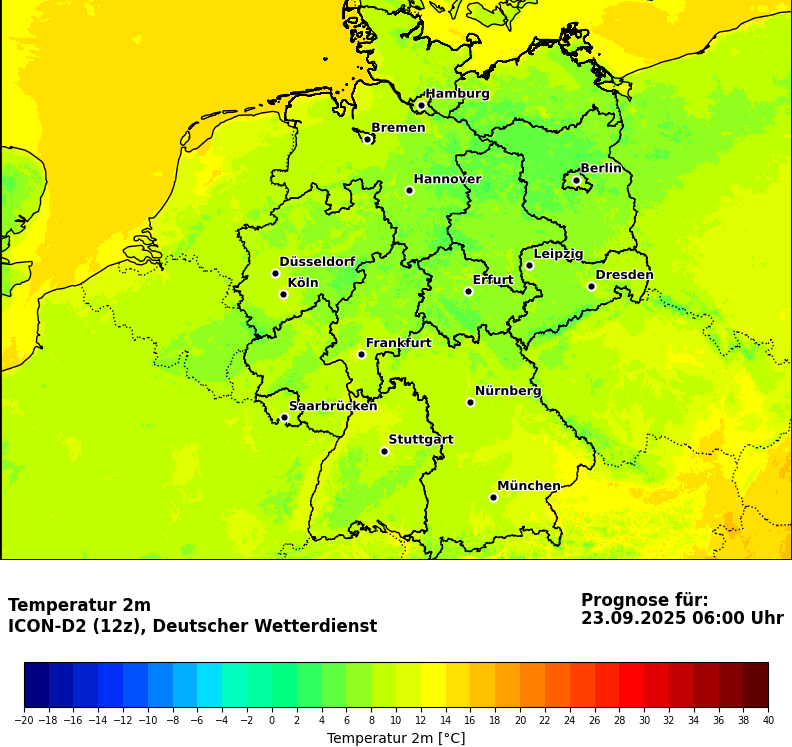 Hamburg
Bremen
Berlin
Hannover
Leipzig
Düsseldorf
Dresden
Köln
Erfurt
Frankfurt
Nürnberg
Saarbrücken
Stuttgart
München
Temperatur 2m
ICON-D2 (12z), Deutscher Wetterdienst
Prognose für:
23.09.2025 06:00 Uhr
−20 −18 −16 −14 −12 −10 −8 −6 −4 −2 0 2 4 6 8 10 12 14 16 18 20 22 24 26 28 30 32 34 36 38 40
Temperatur 2m [°C]